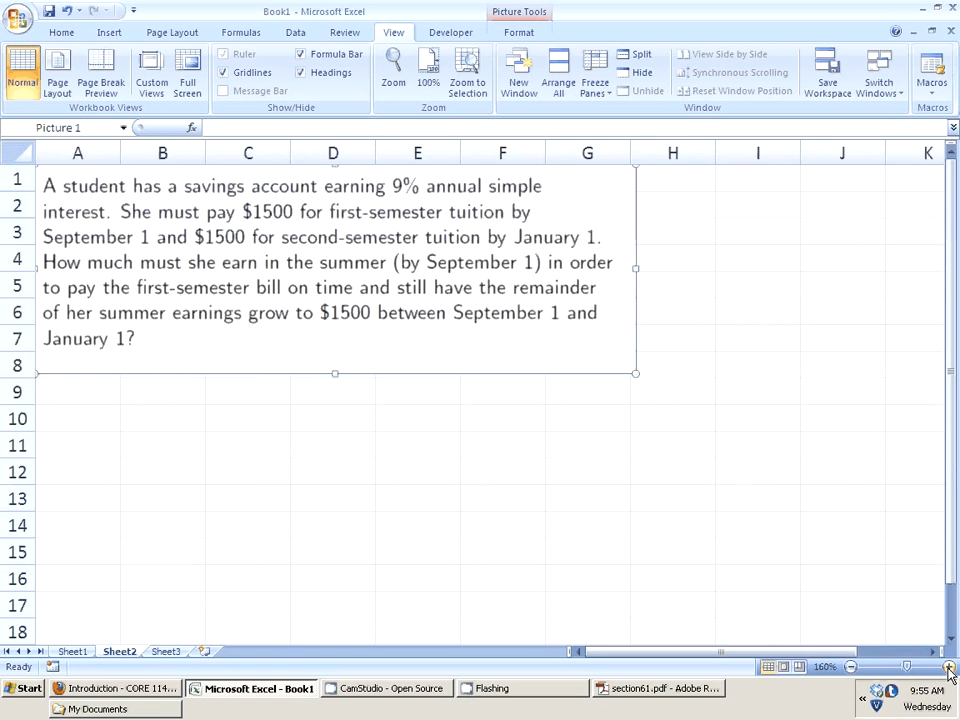 Book1 - Microsoft Excel
Picture Tools
Home Insert Page Layout Formulas Data Review View Developer Format
Ruler Formula Bar Split View Side by Side
Gridlines Headings Hide Synchronous Scrolling
Message Bar Unhide Reset Window Position
Normal Page Layout Page Break Preview Custom Views Full Screen Zoom 100% Zoom to Selection New Window Arrange All Freeze Panes Save Workspace Switch Windows Macros
Workbook Views Show/Hide Zoom Window Macros
Picture 1 fx
A B C D E F G H I J K
1
2
3
4
5
6
7
8
9
10
11
12
13
14
15
16
17
18
A student has a savings account earning 9% annual simple
interest. She must pay $1500 for first-semester tuition by
September 1 and $1500 for second-semester tuition by January 1.
How much must she earn in the summer (by September 1) in order
to pay the first-semester bill on time and still have the remainder
of her summer earnings grow to $1500 between September 1 and
January 1?
Sheet1 Sheet2 Sheet3
Ready 160%
Start Introduction - CORE 114... Microsoft Excel - Book1 CamStudio - Open Source Flashing section61.pdf - Adobe R... 9:55 AM
My Documents Wednesday